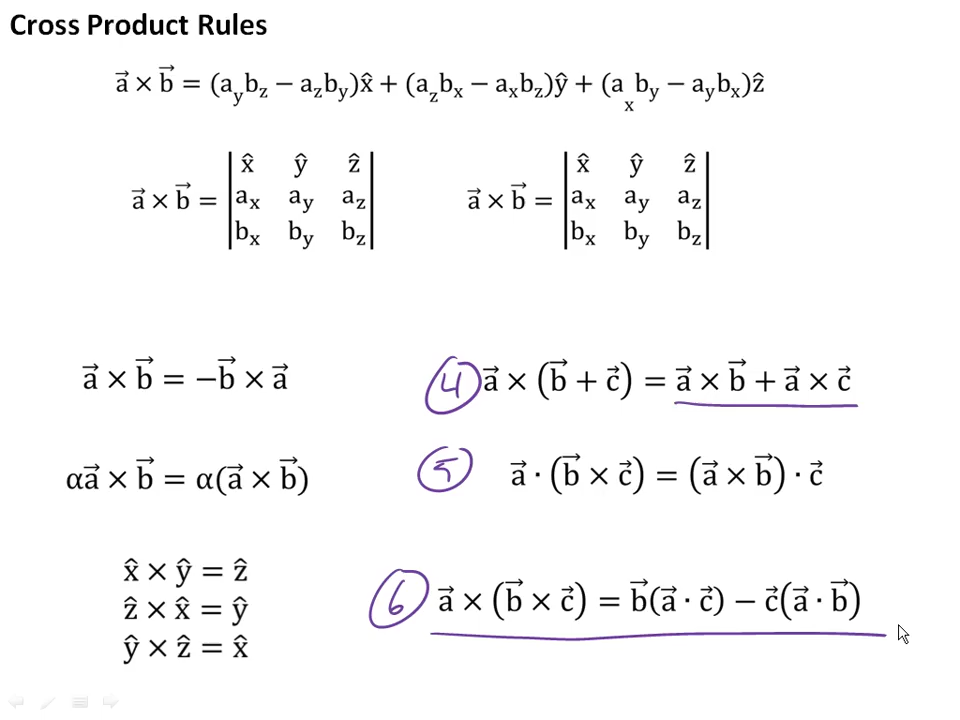 Cross Product Rules
a⃗ × b⃗ = (a_y b_z − a_z b_y)x̂ + (a_z b_x − a_x b_z)ŷ + (a_x b_y − a_y b_x)ẑ
a⃗ × b⃗ = | x̂ ŷ ẑ |
| a_x a_y a_z |
| b_x b_y b_z |
a⃗ × b⃗ = | x̂ ŷ ẑ |
| a_x a_y a_z |
| b_x b_y b_z |
a⃗ × b⃗ = −b⃗ × a⃗
αa⃗ × b⃗ = α(a⃗ × b⃗)
x̂ × ŷ = ẑ
ẑ × x̂ = ŷ
ŷ × ẑ = x̂
4 a⃗ × (b⃗ + c⃗) = a⃗ × b⃗ + a⃗ × c⃗
5 a⃗ · (b⃗ × c⃗) = (a⃗ × b⃗) · c⃗
6 a⃗ × (b⃗ × c⃗) = b⃗(a⃗ · c⃗) − c⃗(a⃗ · b⃗)